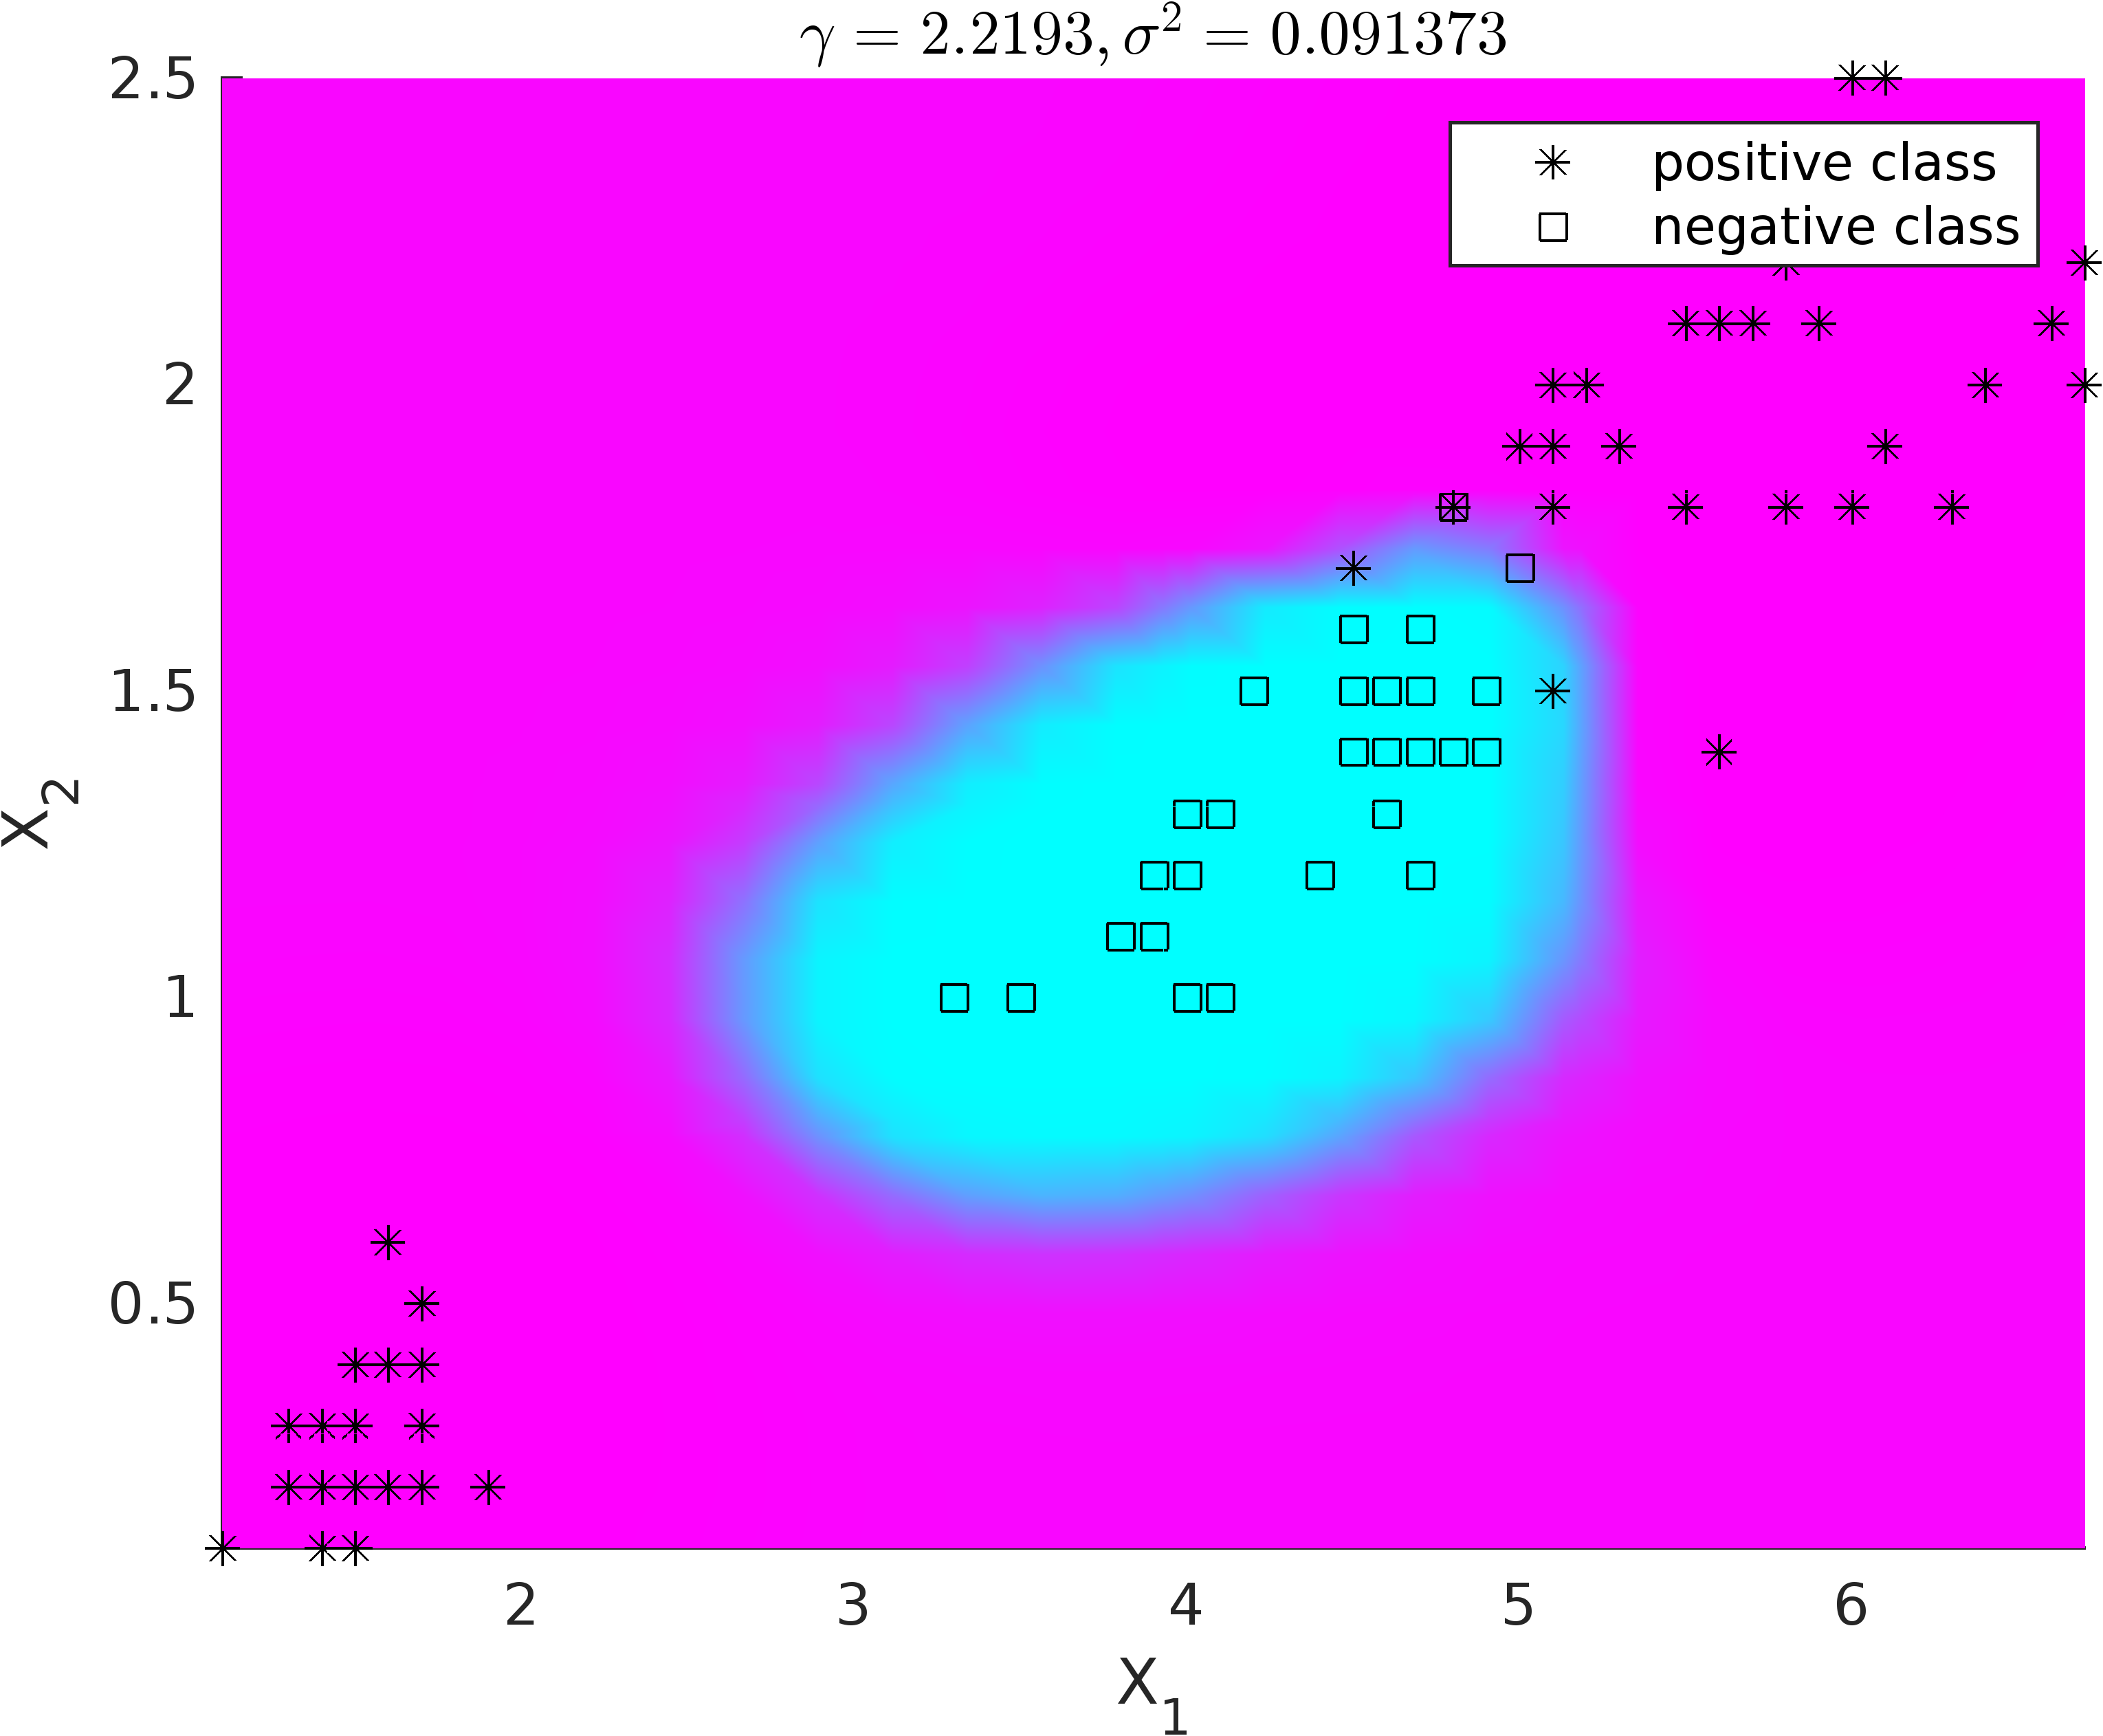 γ = 2.2193, σ² = 0.091373
2.5
positive class
negative class
2
1.5
X₂
1
0.5
2 3 4 5 6
X₁